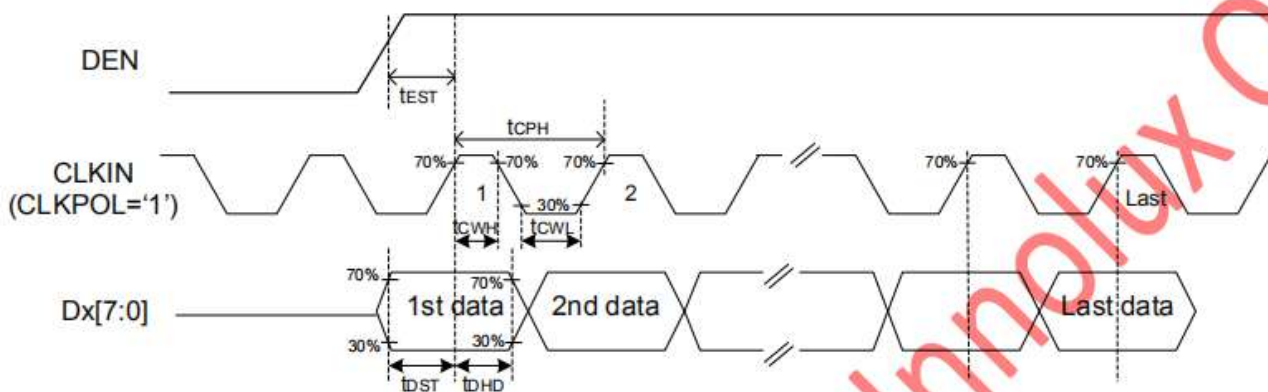 DEN
tEST
tCPH
CLKIN
(CLKPOL='1')
70%
70%
70%
70%
70%
1
2
Last
30%
tCWH
tCWL
Dx[7:0]
70%
70%
1st data
2nd data
Last data
30%
30%
tDST
tDHD
Innolux